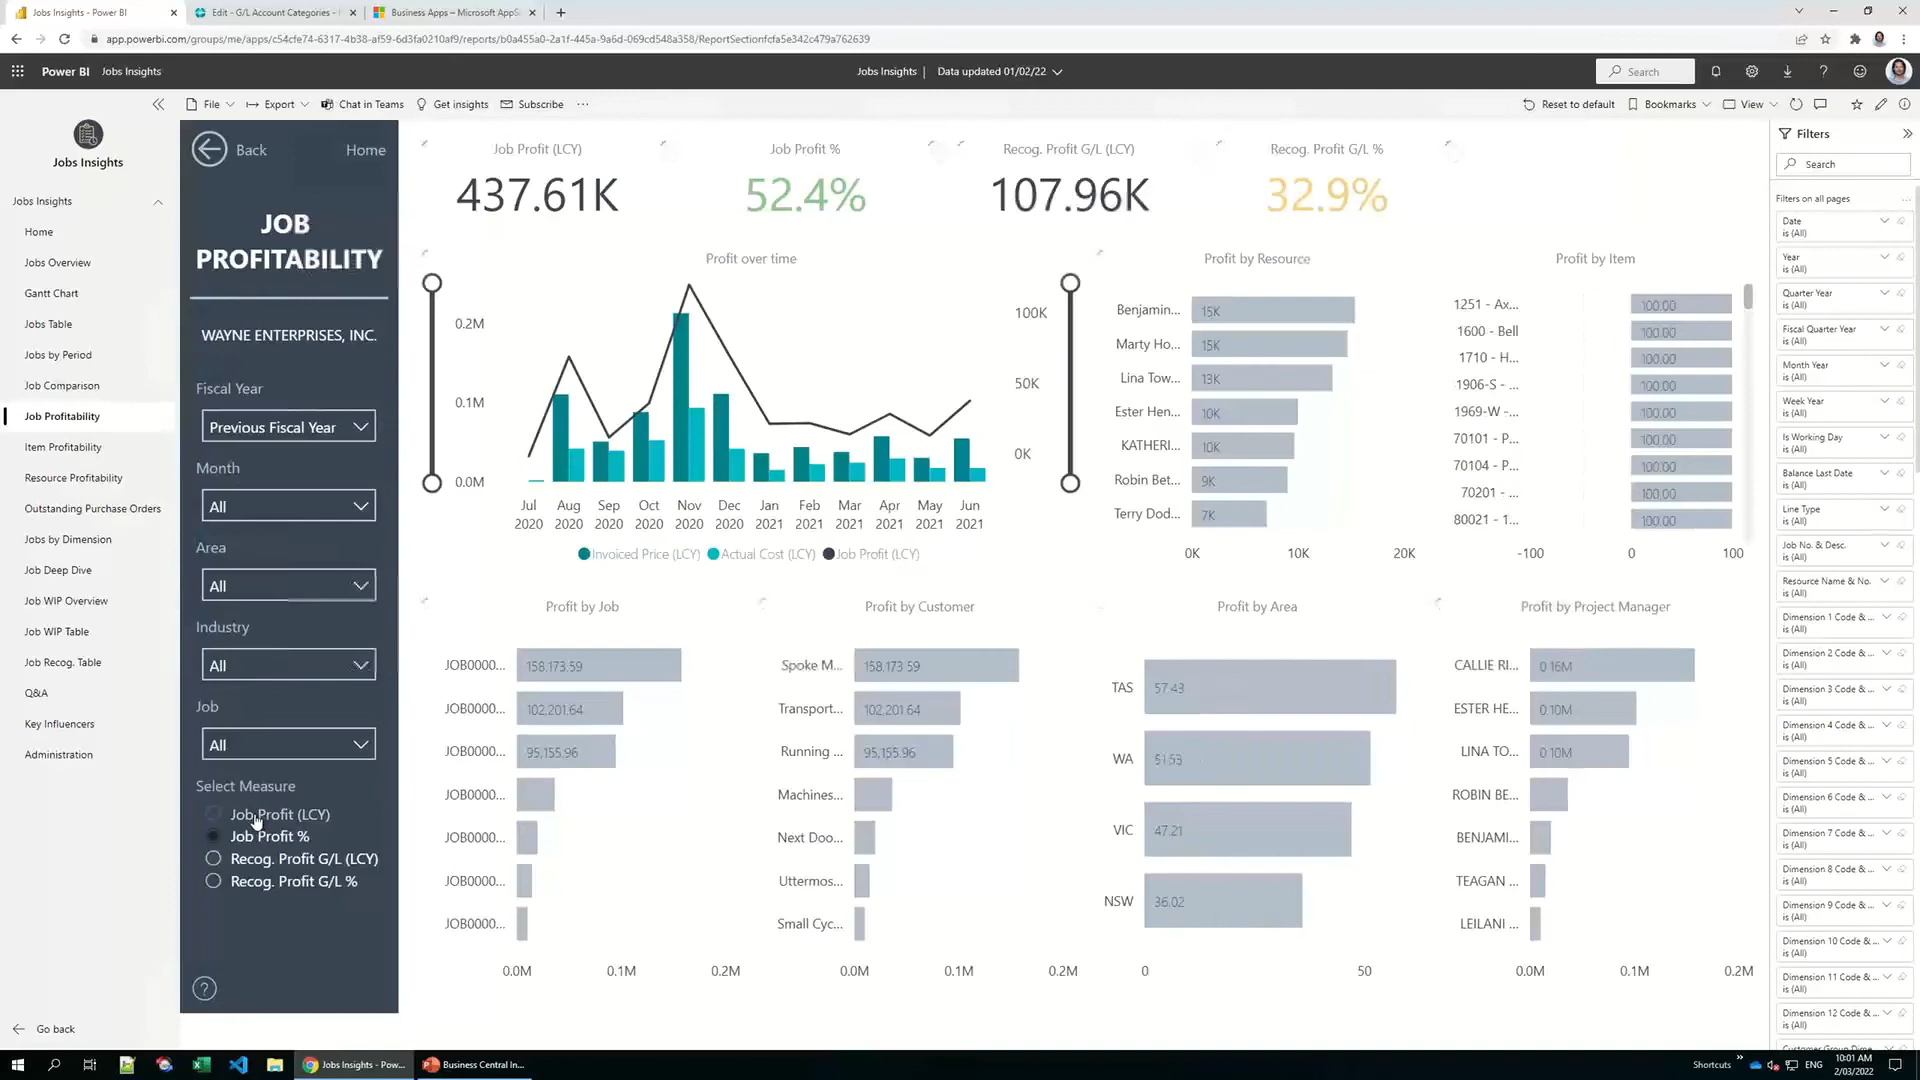 Jobs Insights - Power BI
Edit - G/L Account Categories -
Business Apps – Microsoft AppS
app.powerbi.com/groups/me/apps/c54cfe74-6317-4b38-af59-6d3fa0210af9/reports/b0a455a0-2a1f-445a-9a6d-069cd548a358/ReportSectionfcfa5e342c479a762639
Power BI Jobs Insights
Jobs Insights | Data updated 01/02/22
Search
File Export Chat in Teams Get insights Subscribe ...
Reset to default Bookmarks View
Jobs Insights
Jobs Insights
Home
Jobs Overview
Gantt Chart
Jobs Table
Jobs by Period
Job Comparison
Job Profitability
Item Profitability
Resource Profitability
Outstanding Purchase Orders
Jobs by Dimension
Job Deep Dive
Job WIP Overview
Job WIP Table
Job Recog. Table
Q&A
Key Influencers
Administration
Go back
Back Home
JOB
PROFITABILITY
WAYNE ENTERPRISES, INC.
Fiscal Year
Previous Fiscal Year
Month
All
Area
All
Industry
All
Job
All
Select Measure
Job Profit (LCY)
Job Profit %
Recog. Profit G/L (LCY)
Recog. Profit G/L %
?
Job Profit (LCY)
437.61K
Job Profit %
52.4%
Recog. Profit G/L (LCY)
107.96K
Recog. Profit G/L %
32.9%
Profit over time
0.2M
0.1M
0.0M
100K
50K
0K
Jul Aug Sep Oct Nov Dec Jan Feb Mar Apr May Jun
2020 2020 2020 2020 2020 2020 2021 2021 2021 2021 2021 2021
Invoiced Price (LCY) Actual Cost (LCY) Job Profit (LCY)
Profit by Resource
Benjamin... 15K
Marty Ho... 15K
Lina Tow... 13K
Ester Hen... 10K
KATHERI... 10K
Robin Bet... 9K
Terry Dod... 7K
0K 10K 20K
Profit by Item
1251 - Ax... 100.00
1600 - Bell 100.00
1710 - H... 100.00
1906-S - ... 100.00
1969-W -... 100.00
70101 - P... 100.00
70104 - P... 100.00
70201 - ... 100.00
80021 - 1... 100.00
-100 0 100
Profit by Job
JOB0000... 158,173.59
JOB0000... 102,201.64
JOB0000... 95,155.96
JOB0000...
JOB0000...
JOB0000...
JOB0000...
0.0M 0.1M 0.2M
Profit by Customer
Spoke M... 158,173.59
Transport... 102,201.64
Running ... 95,155.96
Machines...
Next Doo...
Uttermos...
Small Cyc...
0.0M 0.1M 0.2M
Profit by Area
TAS 57.43
WA 51.53
VIC 47.21
NSW 36.02
0 50
Profit by Project Manager
CALLIE RI... 0.16M
ESTER HE... 0.10M
LINA TO... 0.10M
ROBIN BE...
BENJAMI...
TEAGAN ...
LEILANI ...
0.0M 0.1M 0.2M
Filters
Search
Filters on all pages ...
Date
is (All)
Year
is (All)
Quarter Year
is (All)
Fiscal Quarter Year
is (All)
Month Year
is (All)
Week Year
is (All)
Is Working Day
is (All)
Balance Last Date
is (All)
Line Type
is (All)
Job No. & Desc.
is (All)
Resource Name & No.
is (All)
Dimension 1 Code & ...
is (All)
Dimension 2 Code & ...
is (All)
Dimension 3 Code & ...
is (All)
Dimension 4 Code & ...
is (All)
Dimension 5 Code & ...
is (All)
Dimension 6 Code & ...
is (All)
Dimension 7 Code & ...
is (All)
Dimension 8 Code & ...
is (All)
Dimension 9 Code & ...
is (All)
Dimension 10 Code & ...
is (All)
Dimension 11 Code & ...
is (All)
Dimension 12 Code & ...
is (All)
Jobs Insights - Pow...
Business Central In...
Shortcuts
ENG
10:01 AM
2/03/2022